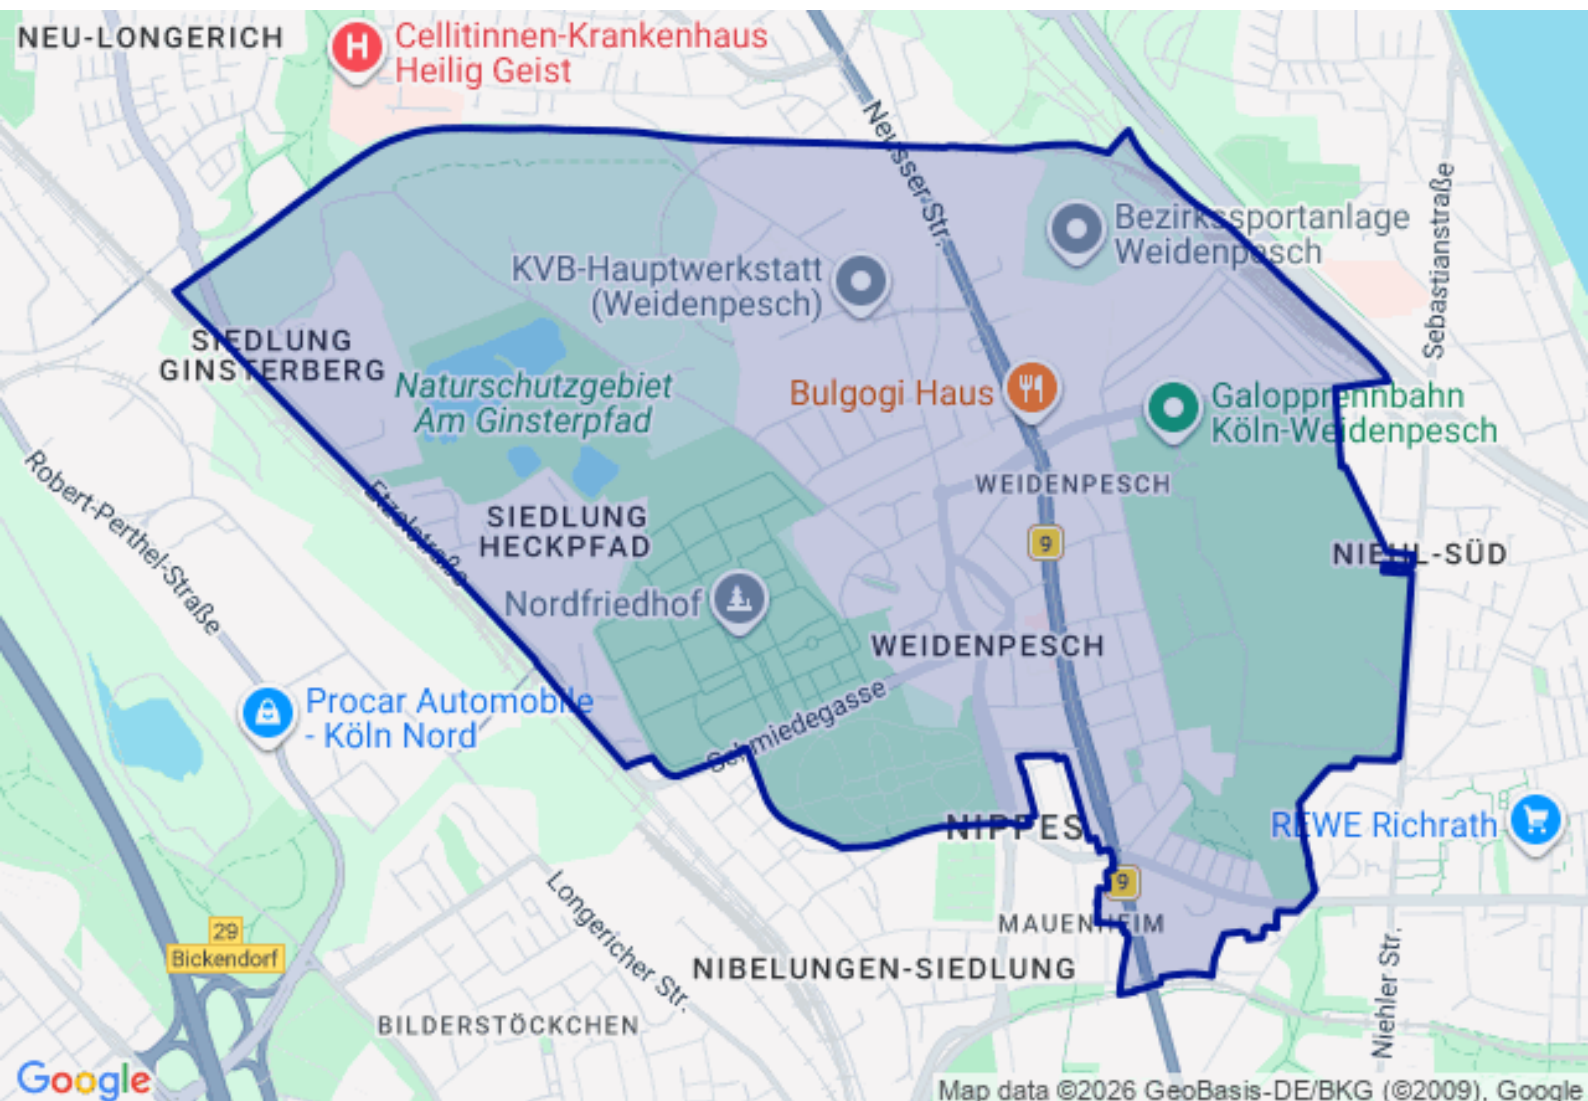 NEU-LONGERICH
Cellitinnen-Krankenhaus
Heilig Geist
Neusser Str.
Sebastianstraße
Bezirkssportanlage
Weidenpesch
KVB-Hauptwerkstatt
(Weidenpesch)
SIEDLUNG
GINSTERBERG
Naturschutzgebiet
Am Ginsterpfad
Bulgogi Haus
Galopprennbahn
Köln-Weidenpesch
Robert-Perthel-Straße
Etzelstraße
WEIDENPESCH
SIEDLUNG
HECKPFAD
9
NIEHL-SÜD
Nordfriedhof
WEIDENPESCH
Procar Automobile
- Köln Nord
Schmiedegasse
NIPPES
REWE Richrath
9
MAUENHEIM
Longericher Str.
29
Bickendorf
NIBELUNGEN-SIEDLUNG
BILDERSTÖCKCHEN
Niehler Str.
Google
Map data ©2026 GeoBasis-DE/BKG (©2009), Google